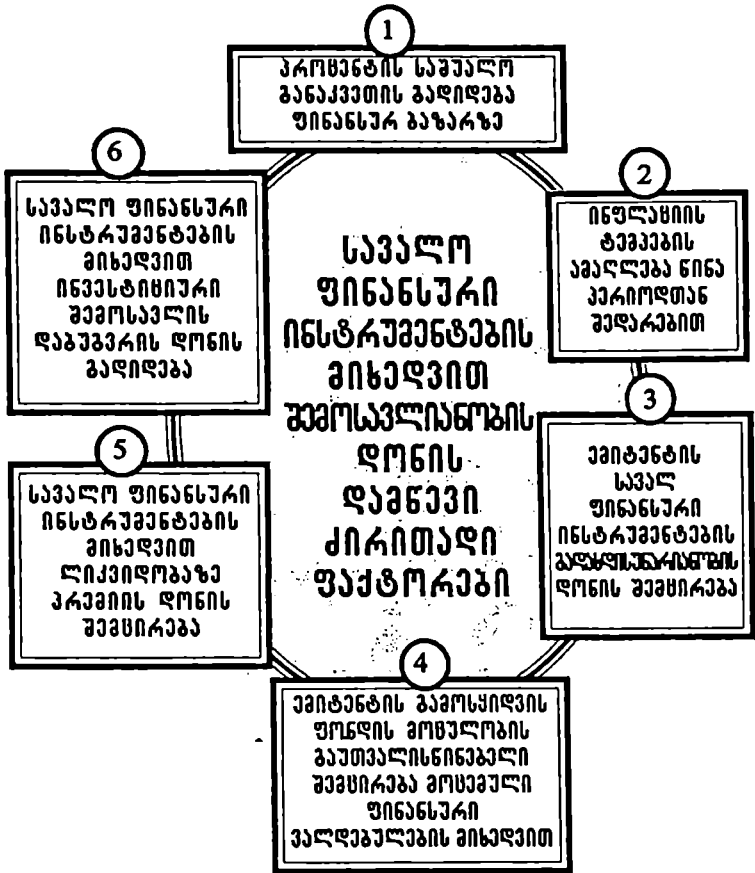 1
პროცენტის საშუალო
განაკვეთის გადიდება
ფინანსურ ბაზარზე
2
ინფლაციის
ტემპების
ამაღლება წინა
პერიოდთან
შედარებით
3
ემიტენტის
სავალ
ფინანსური
ინსტრუმენტების
გადახდისუნარიანობის
დონის შემცირება
4
ემიტენტის გამოსყიდვის
ფონდის მოცულობის
გაუთვალისწინებელი
შემცირება მოცემული
ფინანსური
ვალდებულების მიხედვით
5
სავალო ფინანსური
ინსტრუმენტების
მიხედვით
ლიკვიდობაზე
პრემიის დონის
შემცირება
6
სავალო ფინანსური
ინსტრუმენტების
მიხედვით
ინვესტიციური
შემოსავლის
დაბეგვრის დონის
გადიდება
სავალო
ფინანსური
ინსტრუმენტების
მიხედვით
შემოსავლიანობის
დონის
დამწევი
ძირითადი
ფაქტორები